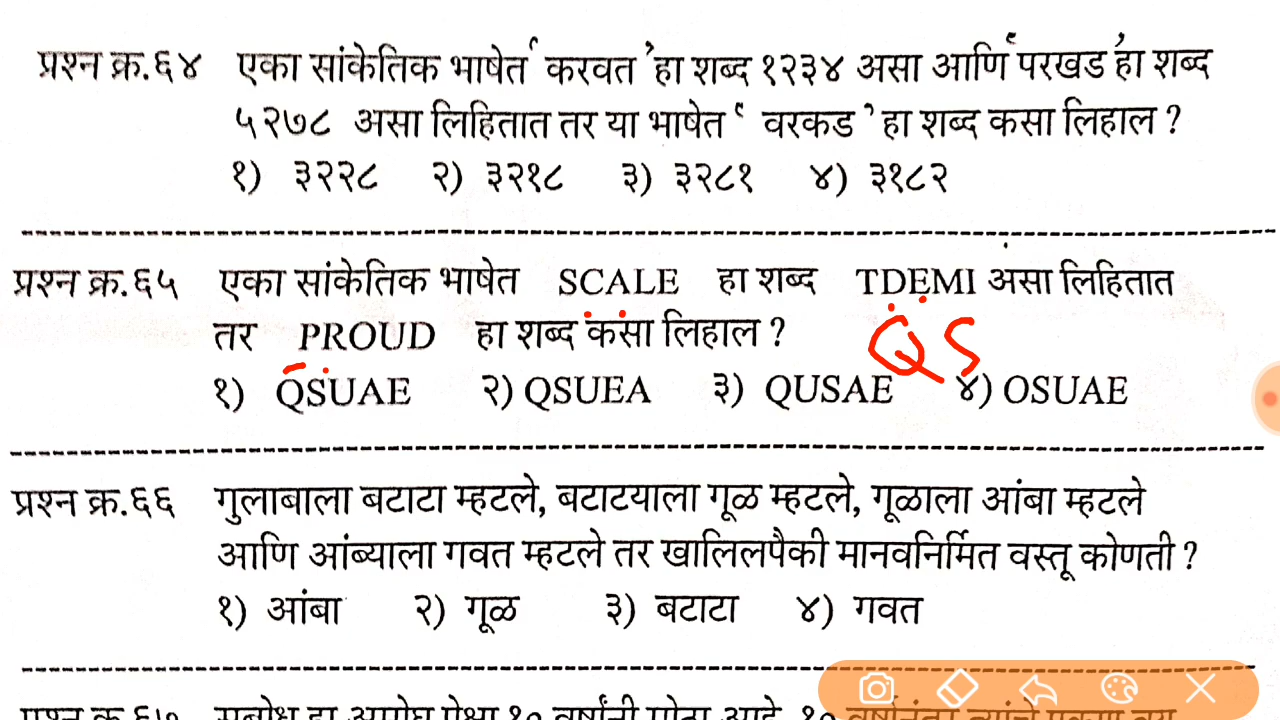 प्रश्न क्र.६४ एका सांकेतिक भाषेत ‘ करवत ’ हा शब्द १२३४ असा आणि ‘ परखड ’ हा शब्द
५२७८ असा लिहितात तर या भाषेत ‘ वरकड ’ हा शब्द कसा लिहाल ?
१) ३२२८ २) ३२१८ ३) ३२८१ ४) ३१८२
प्रश्न क्र.६५ एका सांकेतिक भाषेत SCALE हा शब्द TDEMI असा लिहितात
तर PROUD हा शब्द कसा लिहाल ? QS
१) QSUAE २) QSUEA ३) QUSAE ४) OSUAE
प्रश्न क्र.६६ गुलाबाला बटाटा म्हटले, बटाटयाला गूळ म्हटले, गूळाला आंबा म्हटले
आणि आंब्याला गवत म्हटले तर खालिलपैकी मानवनिर्मित वस्तू कोणती ?
१) आंबा २) गूळ ३) बटाटा ४) गवत